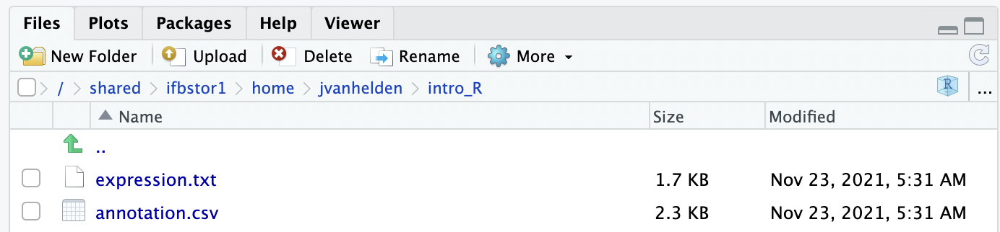 Files Plots Packages Help Viewer
New Folder Upload Delete Rename More
/ shared ifbstor1 home jvanhelden intro_R R ...
Name Size Modified
..
expression.txt 1.7 KB Nov 23, 2021, 5:31 AM
annotation.csv 2.3 KB Nov 23, 2021, 5:31 AM